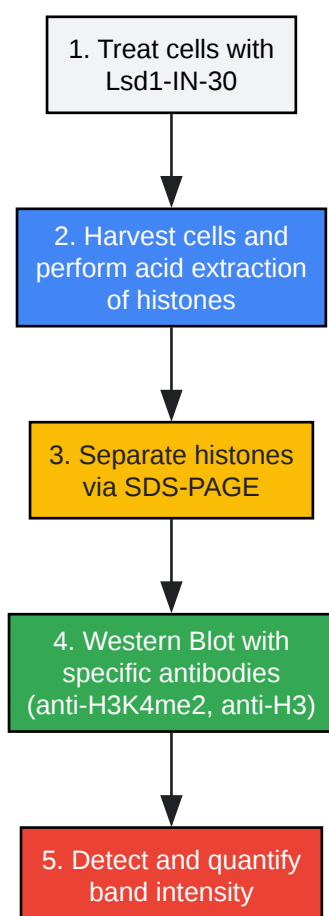 1. Treat cells with
Lsd1-IN-30
2. Harvest cells and
perform acid extraction
of histones
3. Separate histones
via SDS-PAGE
4. Western Blot with
specific antibodies
(anti-H3K4me2, anti-H3)
5. Detect and quantify
band intensity